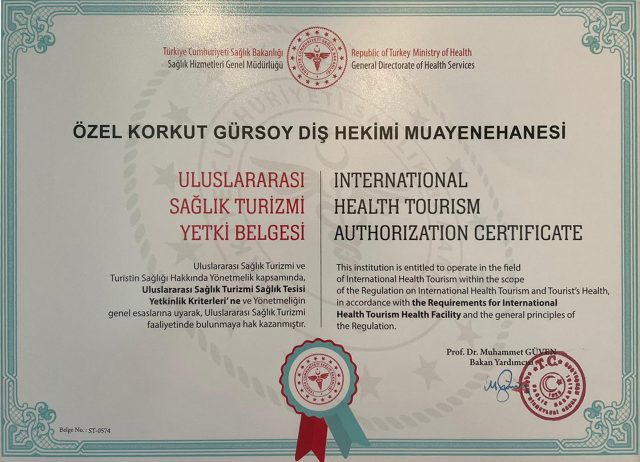 Türkiye Cumhuriyeti Sağlık Bakanlığı
Sağlık Hizmetleri Genel Müdürlüğü
Republic of Turkey Ministry of Health
General Directorate of Health Services
ÖZEL KORKUT GÜRSOY DİŞ HEKİMİ MUAYENEHANESİ
ULUSLARARASI
SAĞLIK TURİZMİ
YETKİ BELGESİ
INTERNATIONAL
HEALTH TOURISM
AUTHORIZATION CERTIFICATE
Uluslararası Sağlık Turizmi ve
Turistin Sağlığı Hakkında Yönetmelik kapsamında,
Uluslararası Sağlık Turizmi Sağlık Tesisi
Yetkinlik Kriterleri'ne ve Yönetmeliğin
genel esaslarına uyarak, Uluslararası Sağlık Turizmi
faaliyetinde bulunmaya hak kazanmıştır.
This institution is entitled to operate in the field
of International Health Tourism within the scope
of the Regulation on International Health Tourism and Tourist's Health,
in accordance with the Requirements for International
Health Tourism Health Facility and the general principles of
the Regulation.
Prof. Dr. Muhammet GÜVEN
Bakan Yardımcısı
T.C.
Belge No. : ST-0574